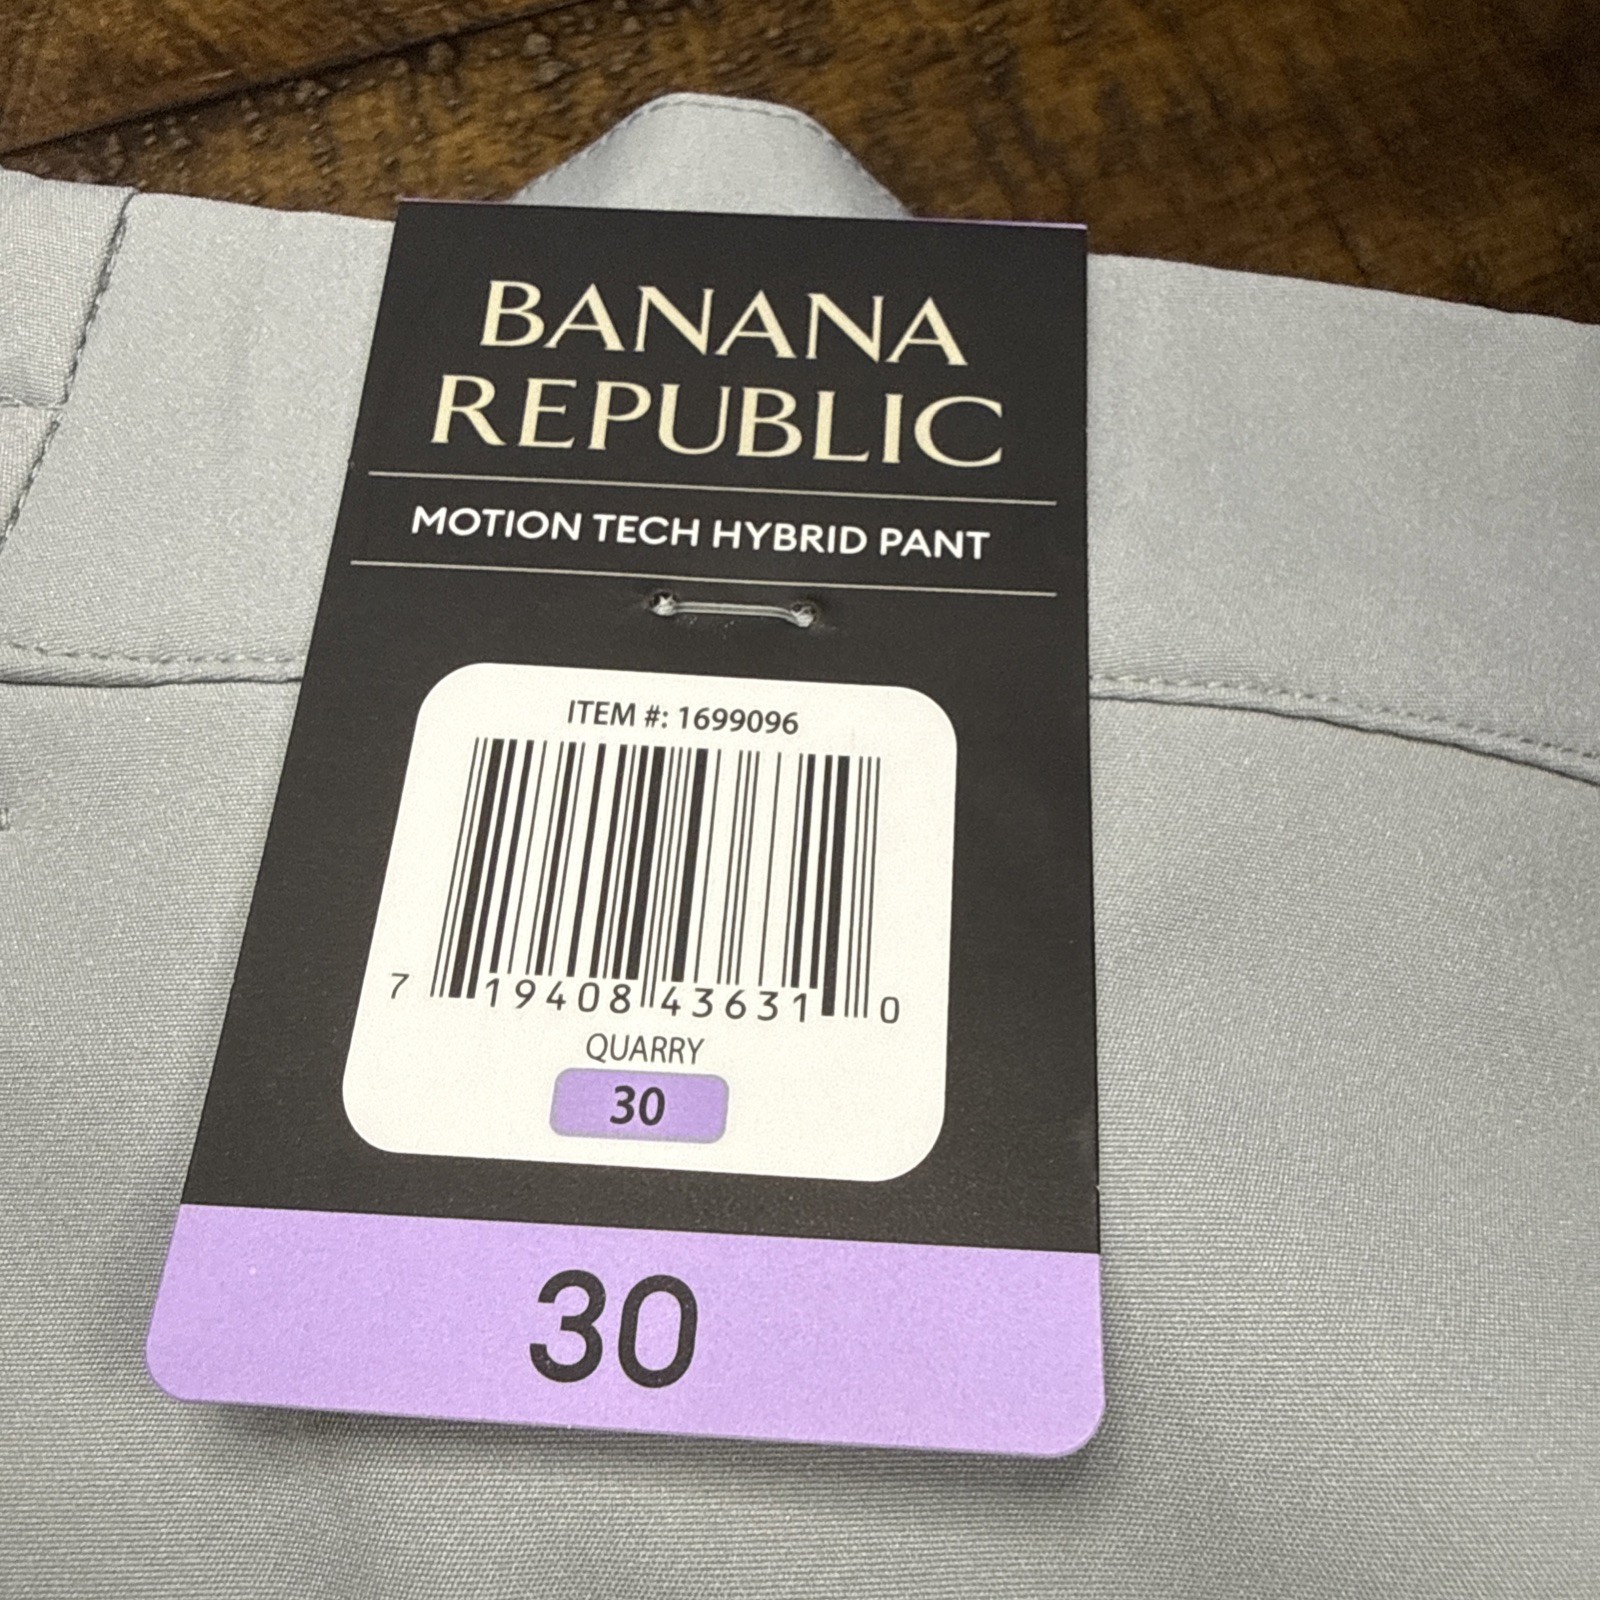 BANANA
REPUBLIC
MOTION TECH HYBRID PANT
ITEM #: 1699096
7 19408 43631 0
QUARRY
30
30